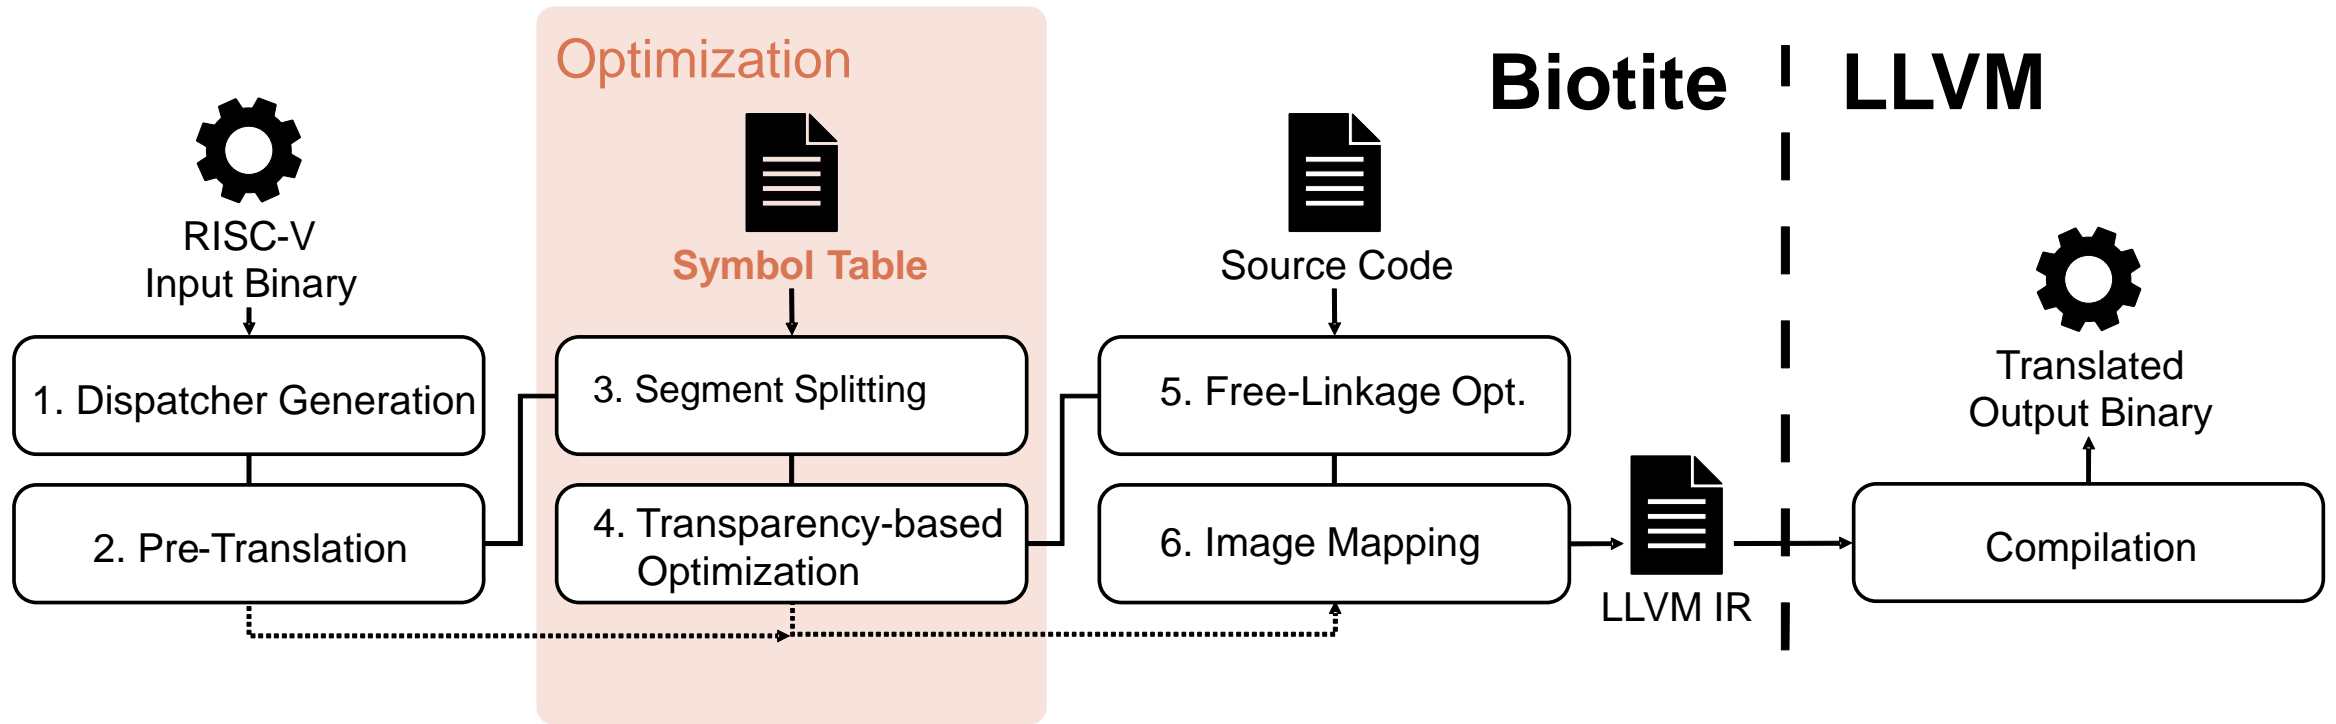 Optimization
Biotite
LLVM
RISC-V
Input Binary
Symbol Table
Source Code
1. Dispatcher Generation
2. Pre-Translation
3. Segment Splitting
4. Transparency-based
Optimization
5. Free-Linkage Opt.
6. Image Mapping
LLVM IR
Translated
Output Binary
Compilation